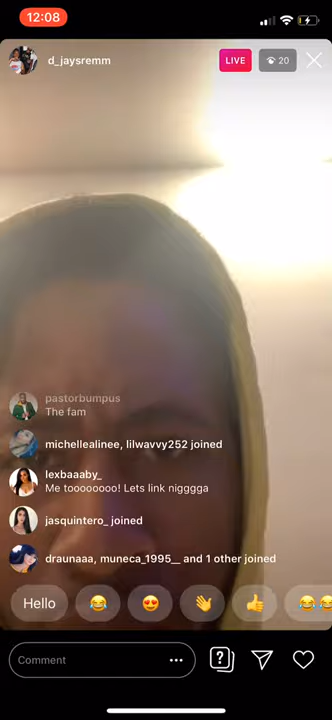 12:08
d_jaysremm
LIVE
20
pastorbumpus
The fam
michellealinee, lilwavvy252 joined
lexbaaaby_
Me toooooooo! Lets link nigggga
jasquintero_ joined
draunaaa, muneca_1995__ and 1 other joined
Hello
Comment